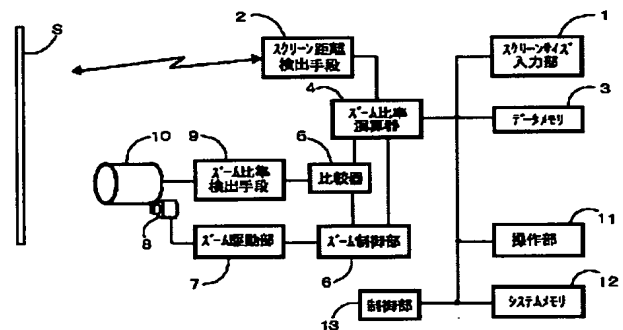 S
2
スクリーン距離
検出手段
1
スクリーンサイズ
入力部
4
ズーム比率
演算器
3
データメモリ
10
9
ズーム比率
検出手段
6
比較器
8
7
ズーム駆動部
6
ズーム制御部
11
操作部
13
制御部
12
システムメモリ